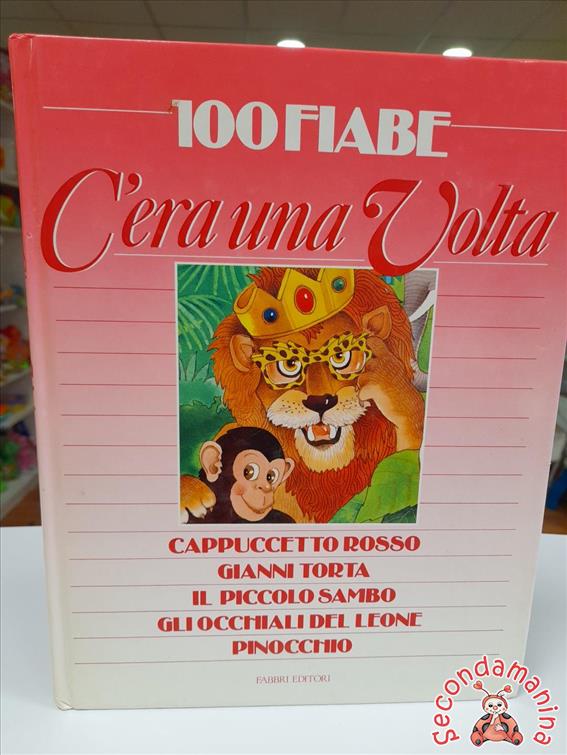 100 FIABE
C'era una Volta
CAPPUCCETTO ROSSO
GIANNI TORTA
IL PICCOLO SAMBO
GLI OCCHIALI DEL LEONE
PINOCCHIO
FABBRI EDITORI
Secondamanina